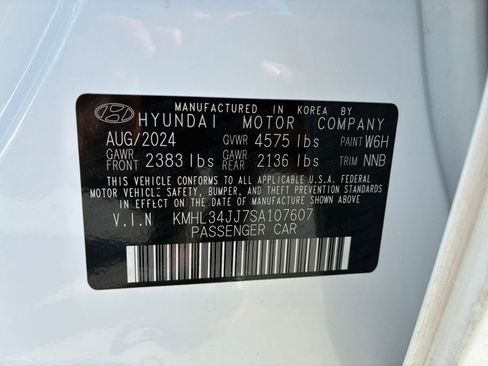 MANUFACTURED IN KOREA BY
HYUNDAI MOTOR COMPANY
AUG/2024 GVWR 4575 lbs PAINT W6H
GAWR FRONT 2383 lbs GAWR REAR 2136 lbs TRIM NNB
THIS VEHICLE CONFORMS TO ALL APPLICABLE U.S.A. FEDERAL
MOTOR VEHICLE SAFETY, BUMPER, AND THEFT PREVENTION
STANDARDS IN EFFECT ON THE DATE OF MANUFACTURE SHOWN ABOVE.
V.I.N KMHL34JJ7SA107607
PASSENGER CAR